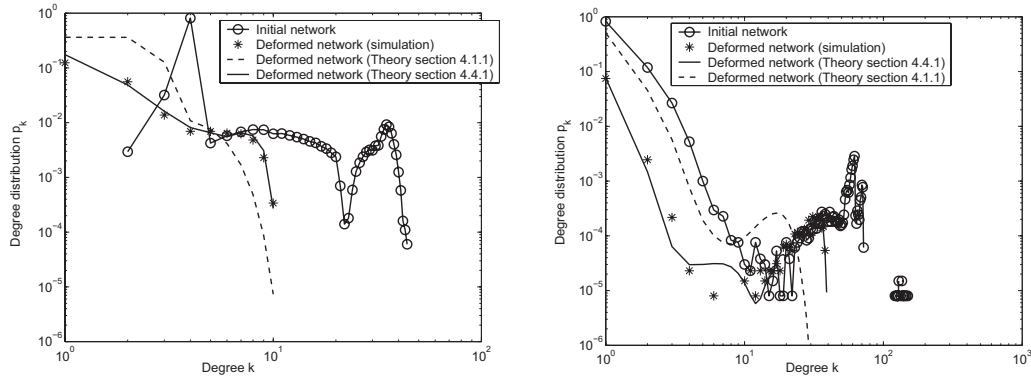 10^0
10^-1
10^-2
10^-3
10^-4
10^-5
10^-6
Degree distribution p_k
10^0
10^1
10^2
Degree k
Initial network
Deformed network (simulation)
Deformed network (Theory section 4.1.1)
Deformed network (Theory section 4.4.1)
10^0
10^-1
10^-2
10^-3
10^-4
10^-5
10^-6
Degree distribution p_k
10^0
10^1
10^2
10^3
Degree k
Initial network
Deformed network (simulation)
Deformed network (Theory section 4.4.1)
Deformed network (Theory section 4.1.1)